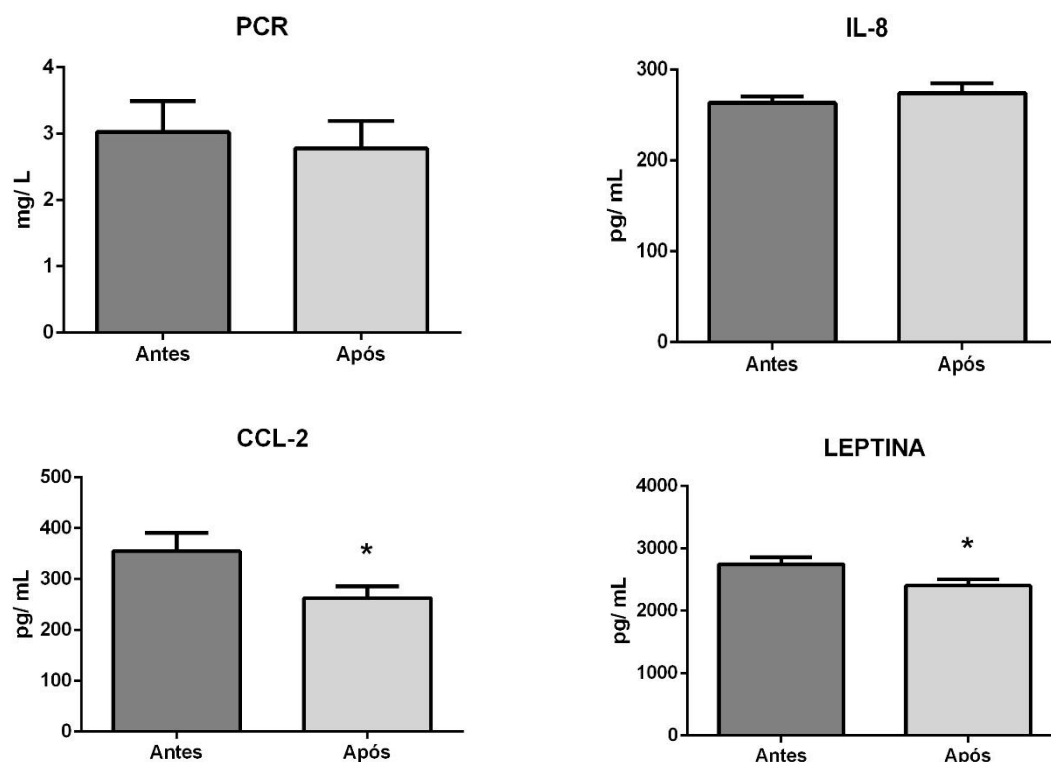 PCR
4
3
2
1
0
mg/ L
Antes Após
IL-8
300
200
100
0
pg/ mL
Antes Após
CCL-2
500
400
300
200
100
0
pg/ mL
*
Antes Após
LEPTINA
4000
3000
2000
1000
0
pg/ mL
*
Antes Após